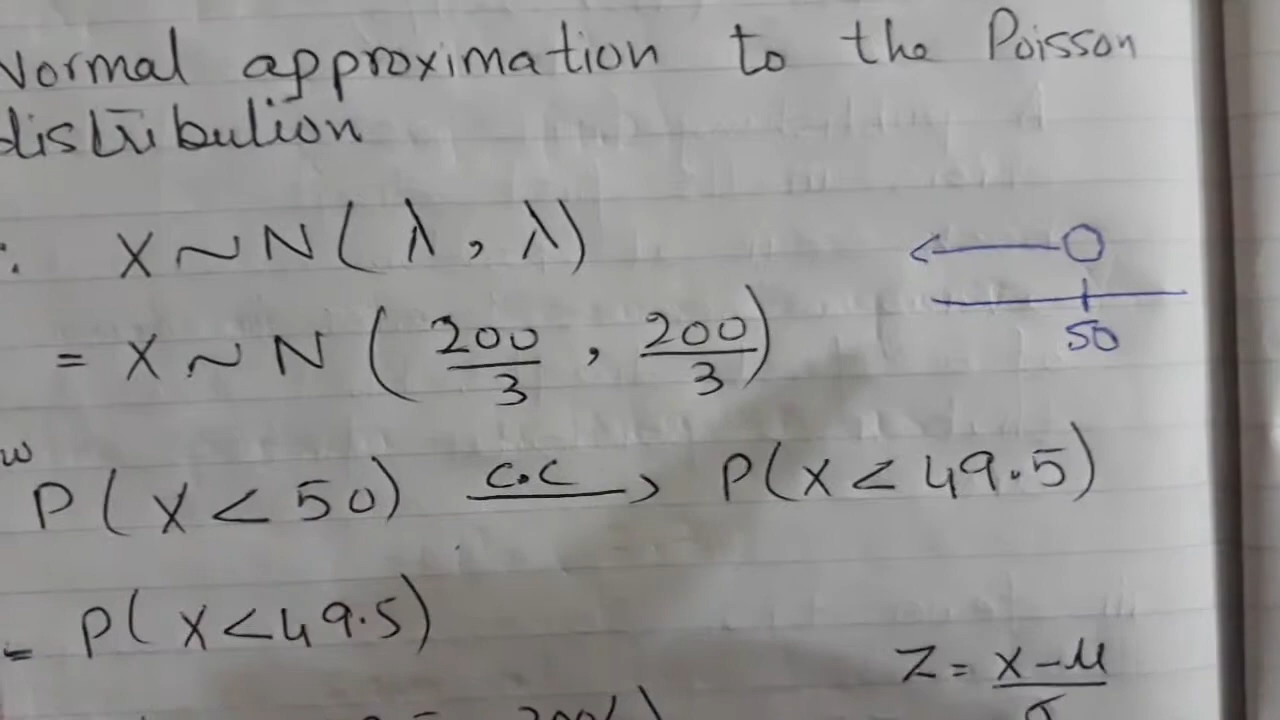 Normal approximation to the Poisson
distribution
: X ~ N ( λ , λ )
= X ~ N ( 200/3 , 200/3 )
50
w
P ( X < 50 ) C.C → P ( X < 49.5 )
= P ( X < 49.5 )
Z = X - μ / σ